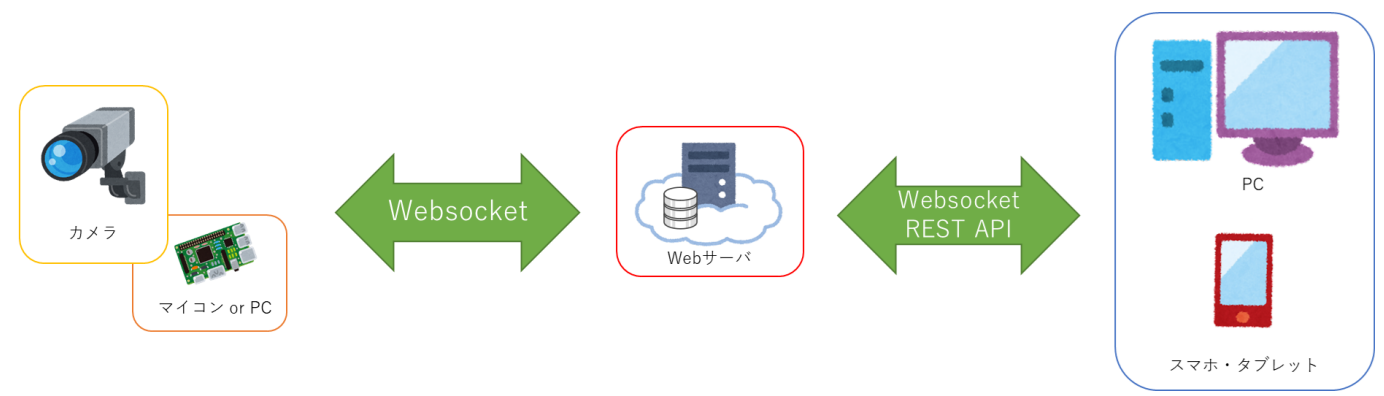 カメラ
マイコン or PC
Websocket
Webサーバ
Websocket
REST API
PC
スマホ・タブレット